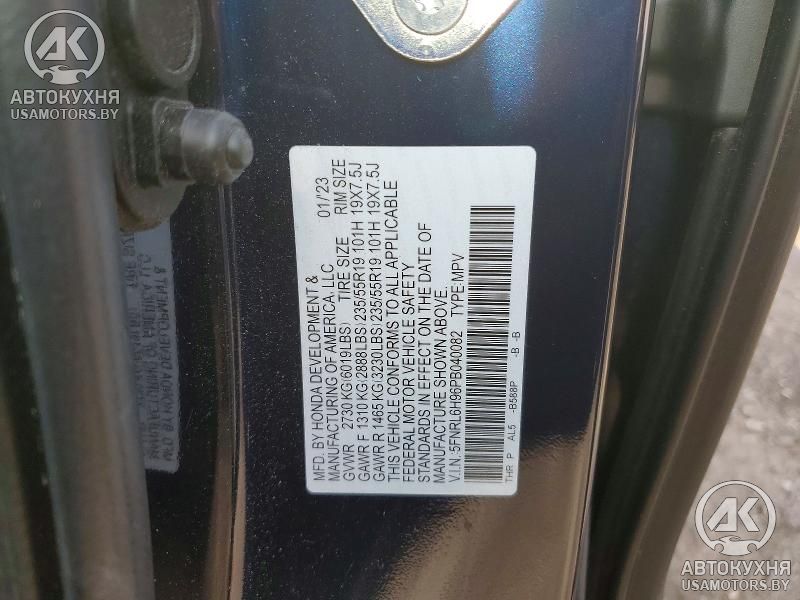 АК
АВТОКУХНЯ
USAMOTORS.BY
MFD. BY HONDA DEVELOPMENT &
MANUFACTURING OF AMERICA, LLC 01/'23
GVWR 2730 KG(6019LBS) TIRE SIZE RIM SIZE
GAWR F 1310 KG(2888LBS)235/55R19 101H 19X7.5J
GAWR R 1465 KG(3230LBS)235/55R19 101H 19X7.5J
THIS VEHICLE CONFORMS TO ALL APPLICABLE
FEDERAL MOTOR VEHICLE SAFETY
STANDARDS IN EFFECT ON THE DATE OF
MANUFACTURE SHOWN ABOVE.
V.I.N.:5FNRL6H96PB040082 TYPE:MPV
THR P AL5 -B588P -B -B
АК
АВТОКУХНЯ
USAMOTORS.BY